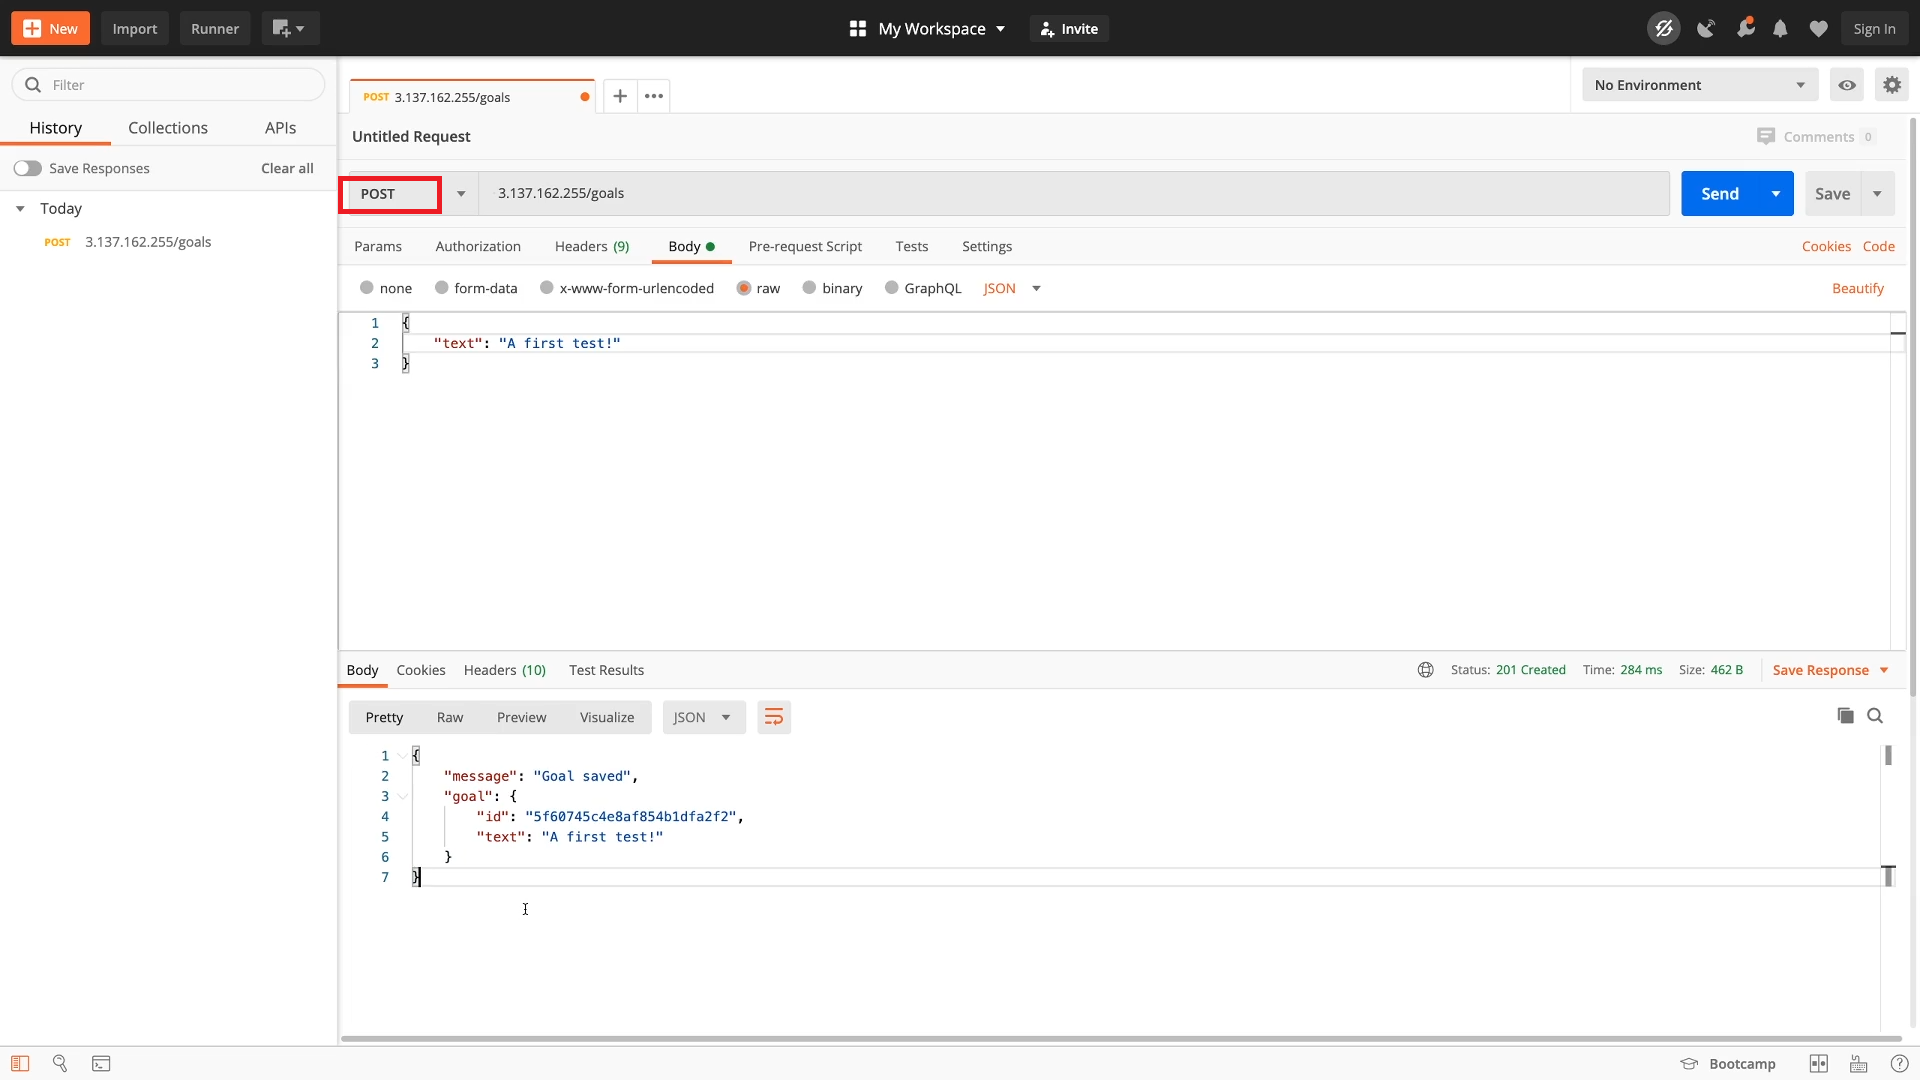 New
Import
Runner
My Workspace
Invite
Sign In
Filter
History
Collections
APIs
Save Responses
Clear all
Today
POST 3.137.162.255/goals
POST 3.137.162.255/goals
No Environment
Untitled Request
Comments 0
POST
3.137.162.255/goals
Send
Save
Params
Authorization
Headers (9)
Body
Pre-request Script
Tests
Settings
Cookies
Code
none
form-data
x-www-form-urlencoded
raw
binary
GraphQL
JSON
Beautify
1 {
2 "text": "A first test!"
3 }
Body
Cookies
Headers (10)
Test Results
Status: 201 Created
Time: 284 ms
Size: 462 B
Save Response
Pretty
Raw
Preview
Visualize
JSON
1 {
2 "message": "Goal saved",
3 "goal": {
4 "id": "5f60745c4e8af854b1dfa2f2",
5 "text": "A first test!"
6 }
7 }
Bootcamp